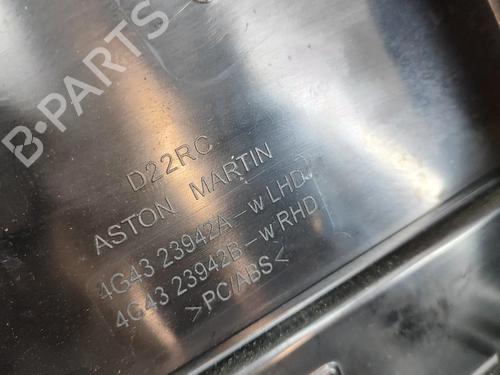 B-PARTS
D22RC
ASTON MARTIN
4G43 23942A-w LHD
4G43 23942B-w RHD
>PC/ABS<